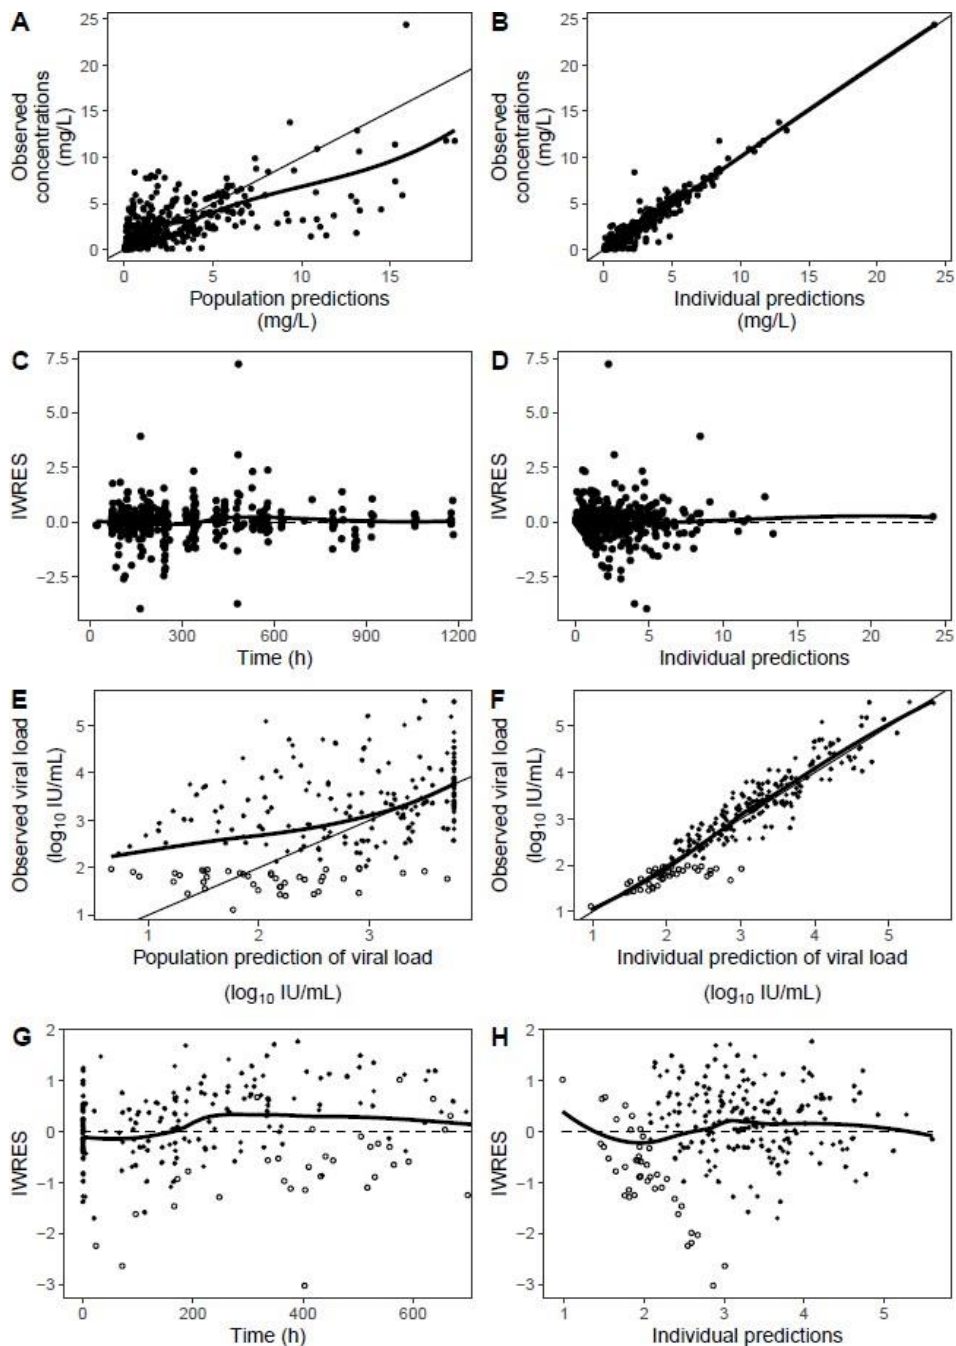 A
Observed
concentrations
(mg/L)
25
20
15
10
5
0
0
5
10
15
Population predictions
(mg/L)
B
Observed
concentrations
(mg/L)
25
20
15
10
5
0
0
5
10
15
20
25
Individual predictions
(mg/L)
C
IWRES
7.5
5.0
2.5
0.0
−2.5
0
300
600
900
1200
Time (h)
D
IWRES
7.5
5.0
2.5
0.0
−2.5
0
5
10
15
20
25
Individual predictions
E
Observed viral load
(log10 IU/mL)
5
4
3
2
1
1
2
3
Population prediction of viral load
(log10 IU/mL)
F
Observed viral load
(log10 IU/mL)
5
4
3
2
1
1
2
3
4
5
Individual prediction of viral load
(log10 IU/mL)
G
IWRES
2
1
0
−1
−2
−3
0
200
400
600
Time (h)
H
IWRES
2
1
0
−1
−2
−3
1
2
3
4
5
Individual predictions